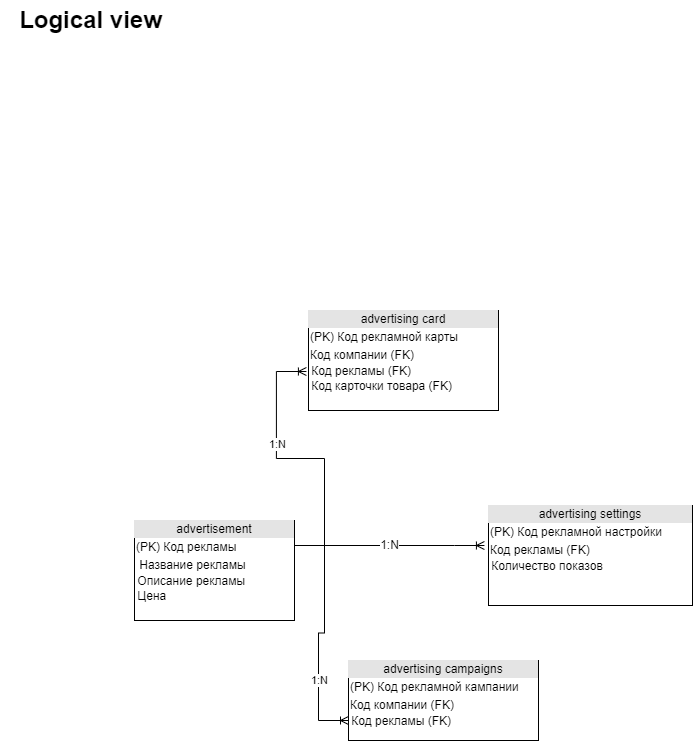 Logical view
advertising card
(PK) Код рекламной карты
Код компании (FK)
Код рекламы (FK)
Код карточки товара (FK)
1:N
advertisement
(PK) Код рекламы
Название рекламы
Описание рекламы
Цена
1:N
advertising settings
(PK) Код рекламной настройки
Код рекламы (FK)
Количество показов
1:N
advertising campaigns
(PK) Код рекламной кампании
Код компании (FK)
Код рекламы (FK)